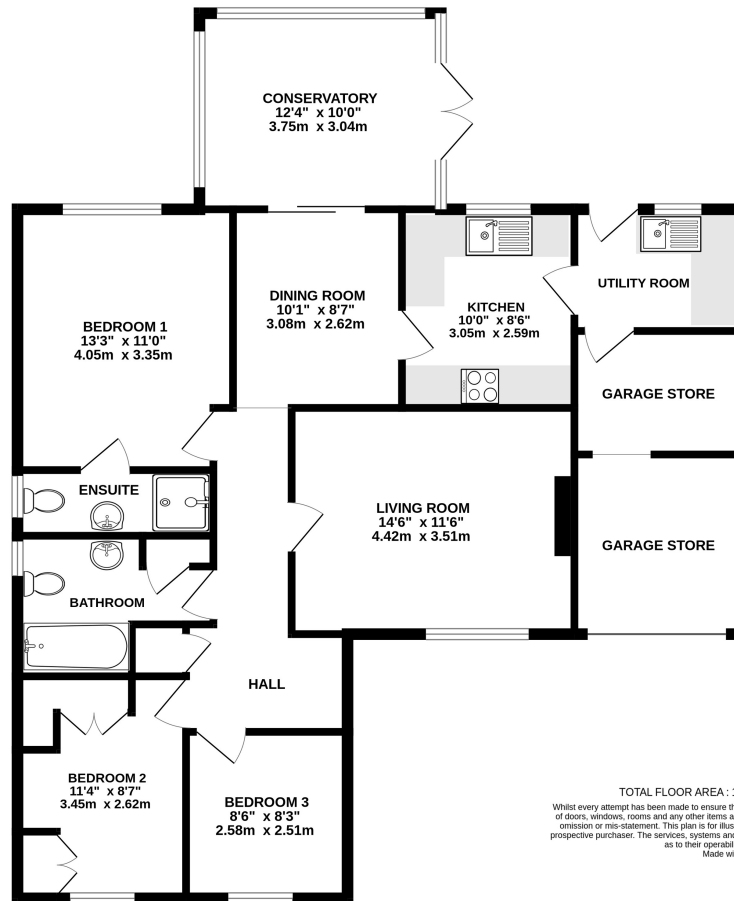 CONSERVATORY
12'4" x 10'0"
3.75m x 3.04m
DINING ROOM
10'1" x 8'7"
3.08m x 2.62m
KITCHEN
10'0" x 8'6"
3.05m x 2.59m
UTILITY ROOM
BEDROOM 1
13'3" x 11'0"
4.05m x 3.35m
GARAGE STORE
ENSUITE
LIVING ROOM
14'6" x 11'6"
4.42m x 3.51m
GARAGE STORE
BATHROOM
HALL
BEDROOM 2
11'4" x 8'7"
3.45m x 2.62m
BEDROOM 3
8'6" x 8'3"
2.58m x 2.51m
TOTAL FLOOR AREA : 1
Whilst every attempt has been made to ensure th
of doors, windows, rooms and any other items a
omission or mis-statement. This plan is for illus
prospective purchaser. The services, systems and
as to their operabil
Made wi